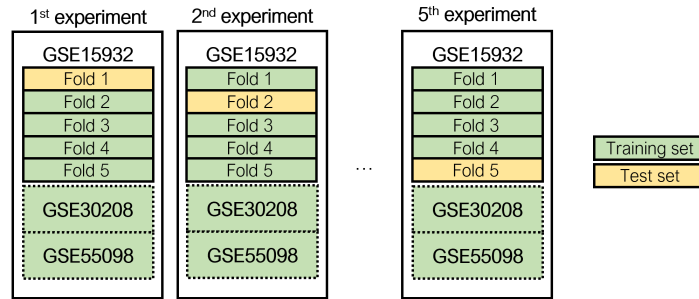 1st experiment
GSE15932
Fold 1
Fold 2
Fold 3
Fold 4
Fold 5
GSE30208
GSE55098
2nd experiment
GSE15932
Fold 1
Fold 2
Fold 3
Fold 4
Fold 5
GSE30208
GSE55098
...
5th experiment
GSE15932
Fold 1
Fold 2
Fold 3
Fold 4
Fold 5
GSE30208
GSE55098
Training set
Test set